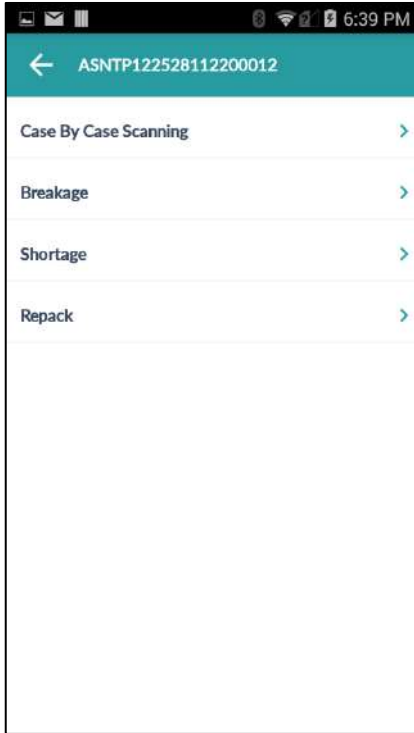 6:39 PM
ASNTP122528112200012
Case By Case Scanning
Breakage
Shortage
Repack